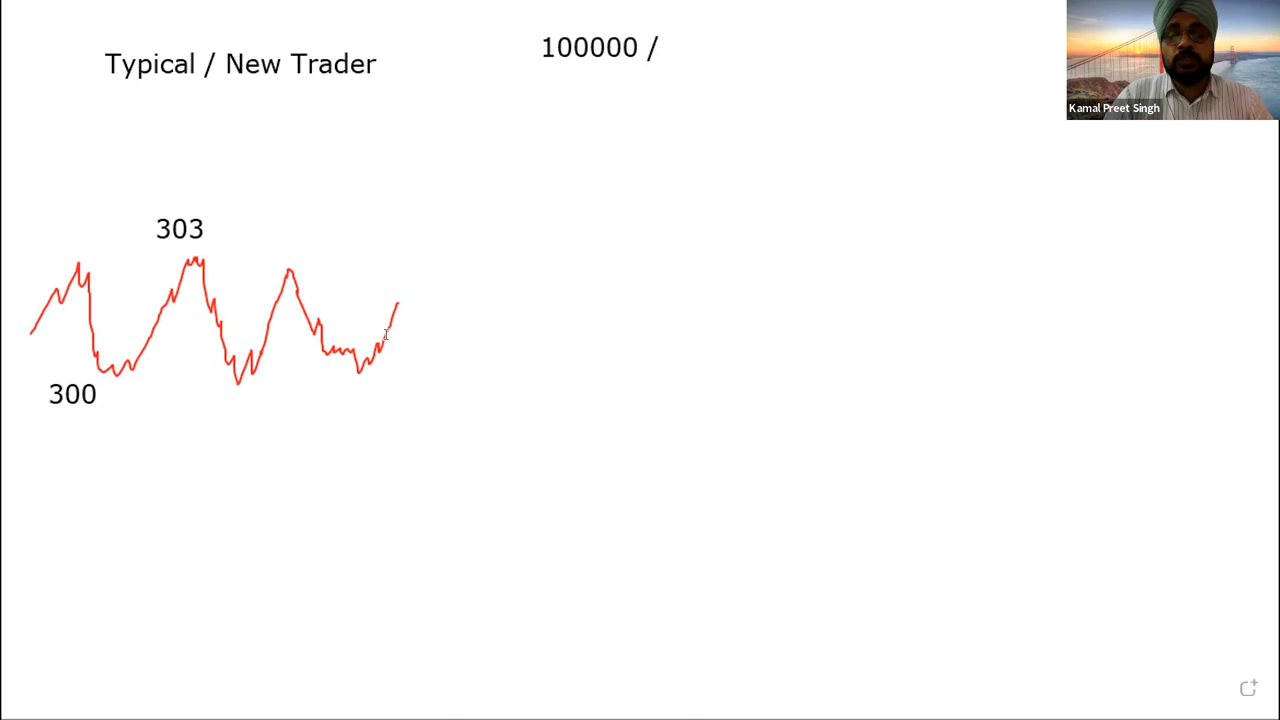 100000 /
Typical / New Trader
Kamal Preet Singh
303
300